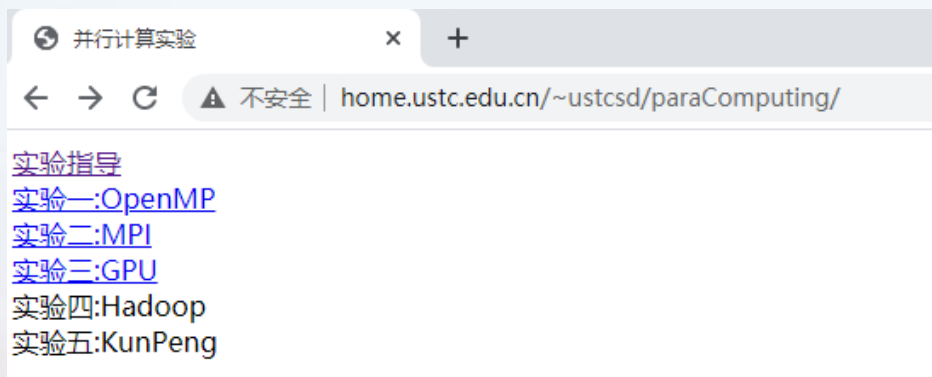 并行计算实验
不安全 home.ustc.edu.cn/~ustcsd/paraComputing/
实验指导
实验一:OpenMP
实验二:MPI
实验三:GPU
实验四:Hadoop
实验五:KunPeng